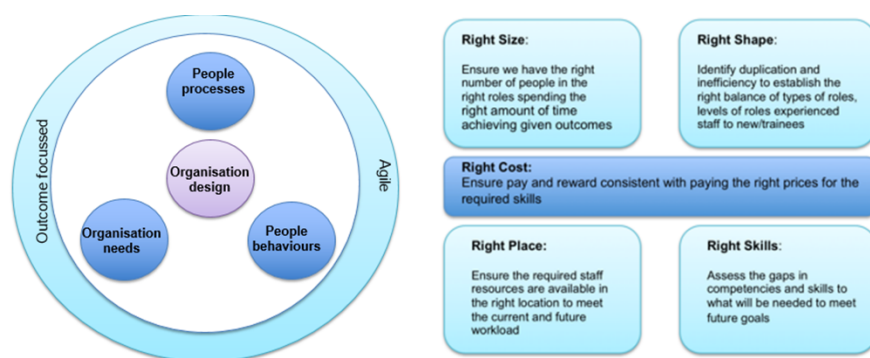 Outcome focussed
People
processes
Organisation
design
Organisation
needs
People
behaviours
Agile
Right Size:
Ensure we have the right
number of people in the
right roles spending the
right amount of time
achieving given outcomes
Right Shape:
Identify duplication and
inefficiency to establish the
right balance of types of roles,
levels of roles experienced
staff to new/trainees
Right Cost:
Ensure pay and reward consistent with paying the right prices for the
required skills
Right Place:
Ensure the required staff
resources are available in
the right location to meet
the current and future
workload
Right Skills:
Assess the gaps in
competencies and skills to
what will be needed to meet
future goals